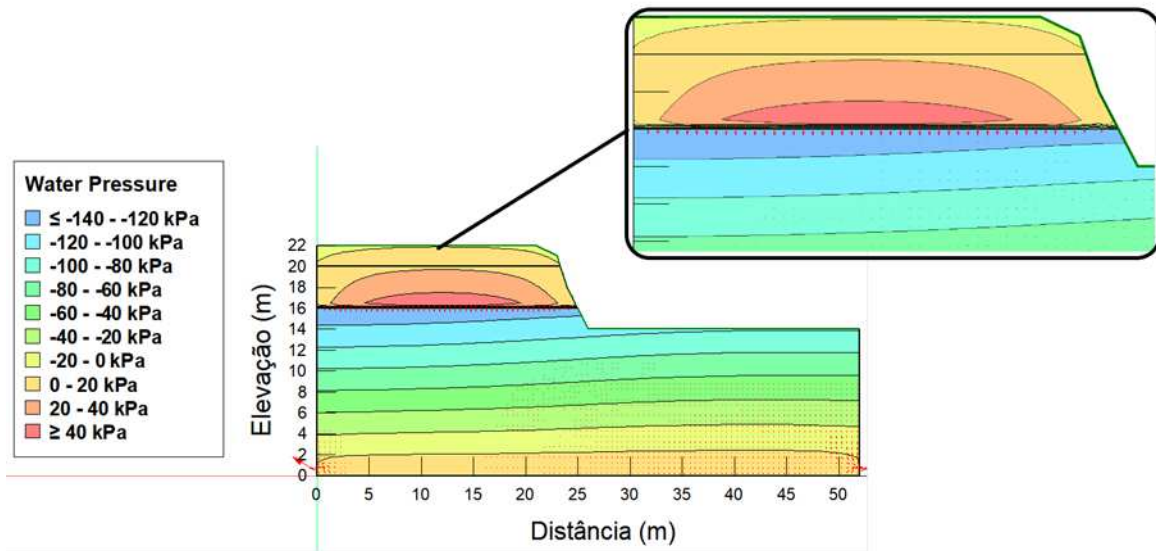 Water Pressure
≤ -140 - -120 kPa
-120 - -100 kPa
-100 - -80 kPa
-80 - -60 kPa
-60 - -40 kPa
-40 - -20 kPa
-20 - 0 kPa
0 - 20 kPa
20 - 40 kPa
≥ 40 kPa
Elevação (m)
22
20
18
16
14
12
10
8
6
4
2
0
0 5 10 15 20 25 30 35 40 45 50
Distância (m)